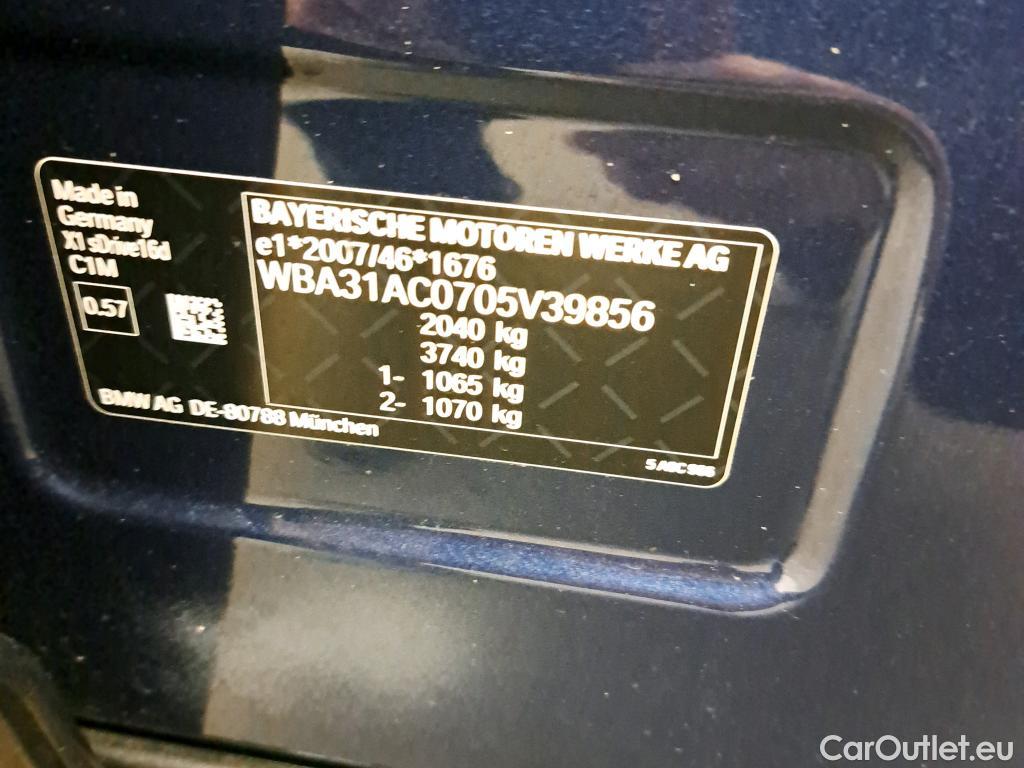 Made in
Germany
X1 sDrive16d
C1M
0.57
BAYERISCHE MOTOREN WERKE AG
e1*2007/46*1676
WBA31AC0705V39856
2040 kg
3740 kg
1- 1065 kg
2- 1070 kg
BMW AG DE-80788 München
CarOutlet.eu